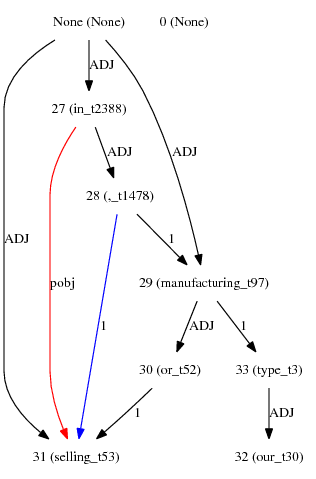 None (None) 0 (None)
ADJ
27 (in_t2388)
ADJ ADJ
28 (,_t1478)
ADJ 1
pobj 29 (manufacturing_t97)
1 ADJ 1
30 (or_t52) 33 (type_t3)
1 ADJ
31 (selling_t53) 32 (our_t30)